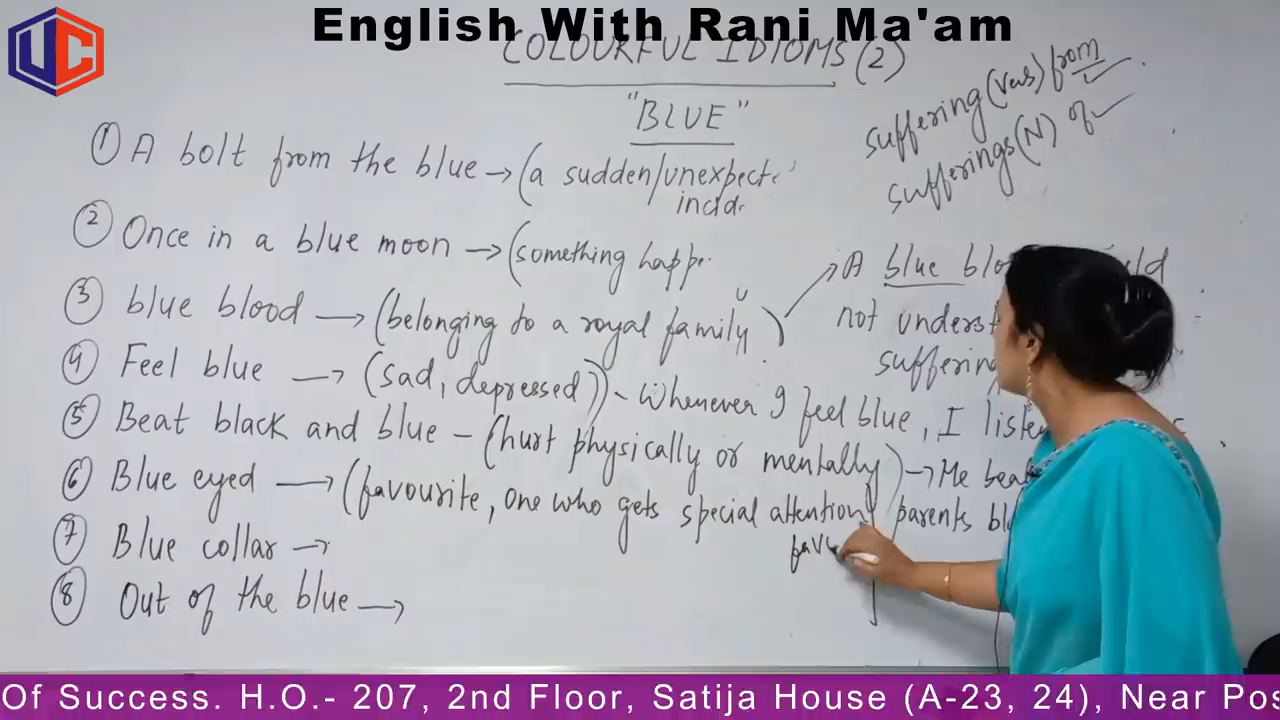 UC
English With Rani Ma'am
COLOURFUL IDIOMS (2)
"BLUE"
suffering (Verb) from
sufferings (N) of
① A bolt from the blue → (a sudden/unexpecte
incid
② Once in a blue moon → (something happe
③ blue blood → (belonging to a royal family)
A blue
not underst
suffering
④ Feel blue → (sad, depressed) - Whenever I feel blue, I listen
⑤ Beat black and blue - (hurt physically or mentally) → He bea
parents bl
⑥ Blue eyed → (favourite, one who gets special attention
favo
⑦ Blue collar →
⑧ Out of the blue →
Of Success. H.O.- 207, 2nd Floor, Satija House (A-23, 24), Near Pos